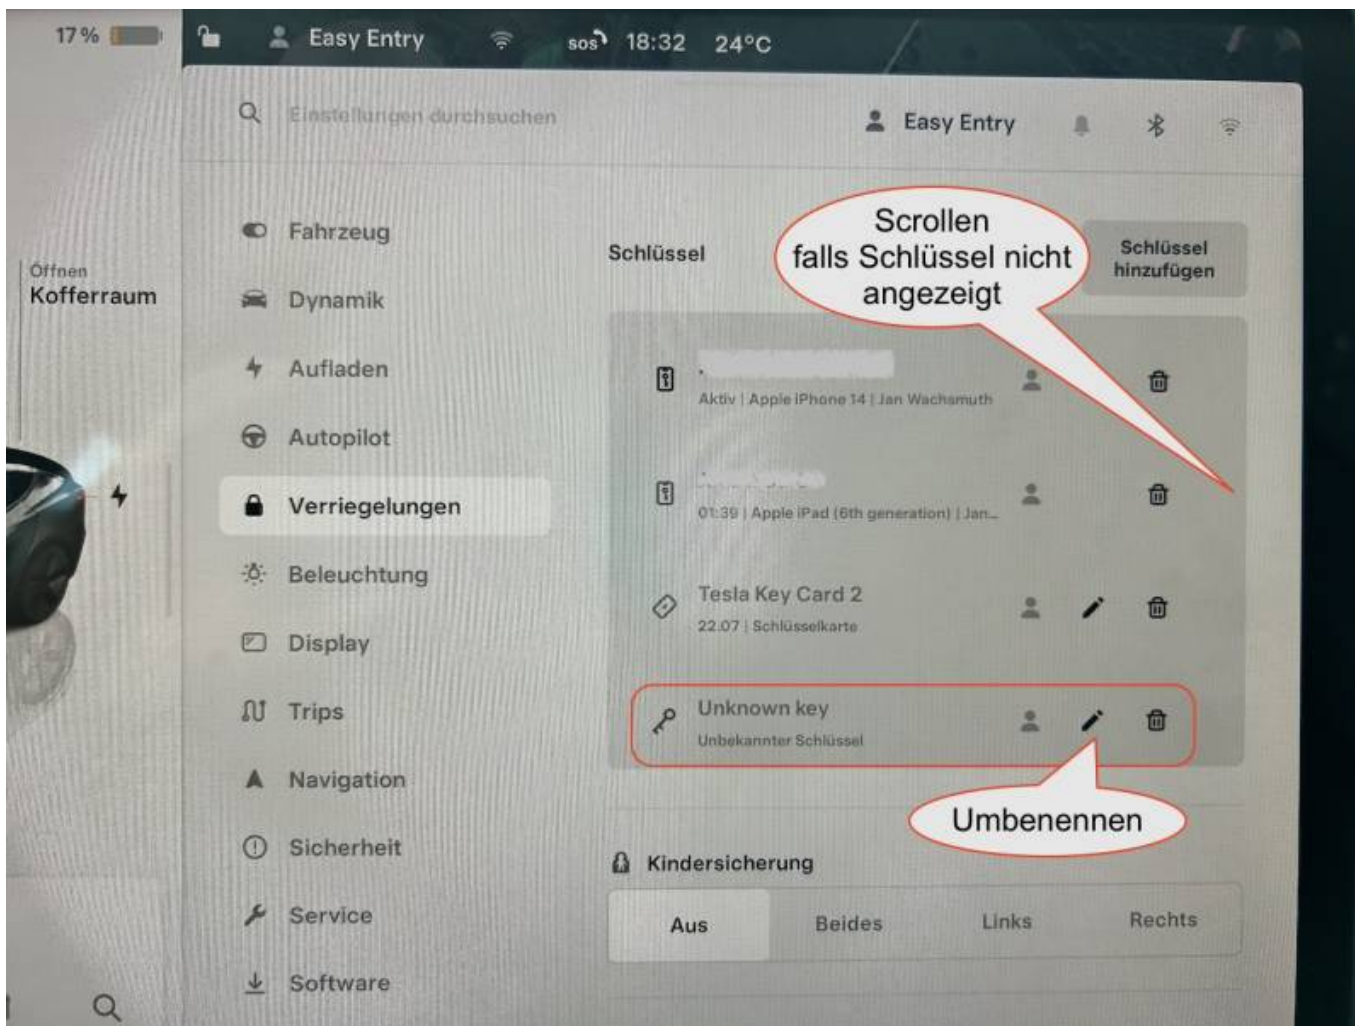 17 %
Easy Entry
sos
18:32
24°C
Einstellungen durchsuchen
Easy Entry
Öffnen
Kofferraum
Fahrzeug
Dynamik
Aufladen
Autopilot
Verriegelungen
Beleuchtung
Display
Trips
Navigation
Sicherheit
Service
Software
Schlüssel
Scrollen
falls Schlüssel nicht
angezeigt
Schlüssel
hinzufügen
Aktiv | Apple iPhone 14 | Jan Wachsmuth
01:39 | Apple iPad (6th generation) | Jan...
Tesla Key Card 2
22.07 | Schlüsselkarte
Unknown key
Unbekannter Schlüssel
Umbenennen
Kindersicherung
Aus
Beides
Links
Rechts